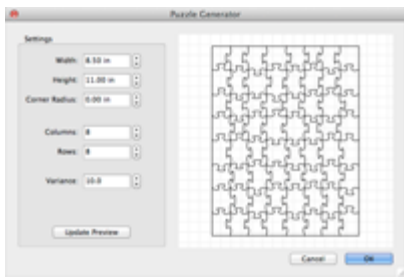 Puzzle Generator
Settings
Width: 8.50 in
Height: 11.00 in
Corner Radius: 0.00 in
Columns: 8
Rows: 8
Variance: 10.0
Update Preview
Cancel
OK